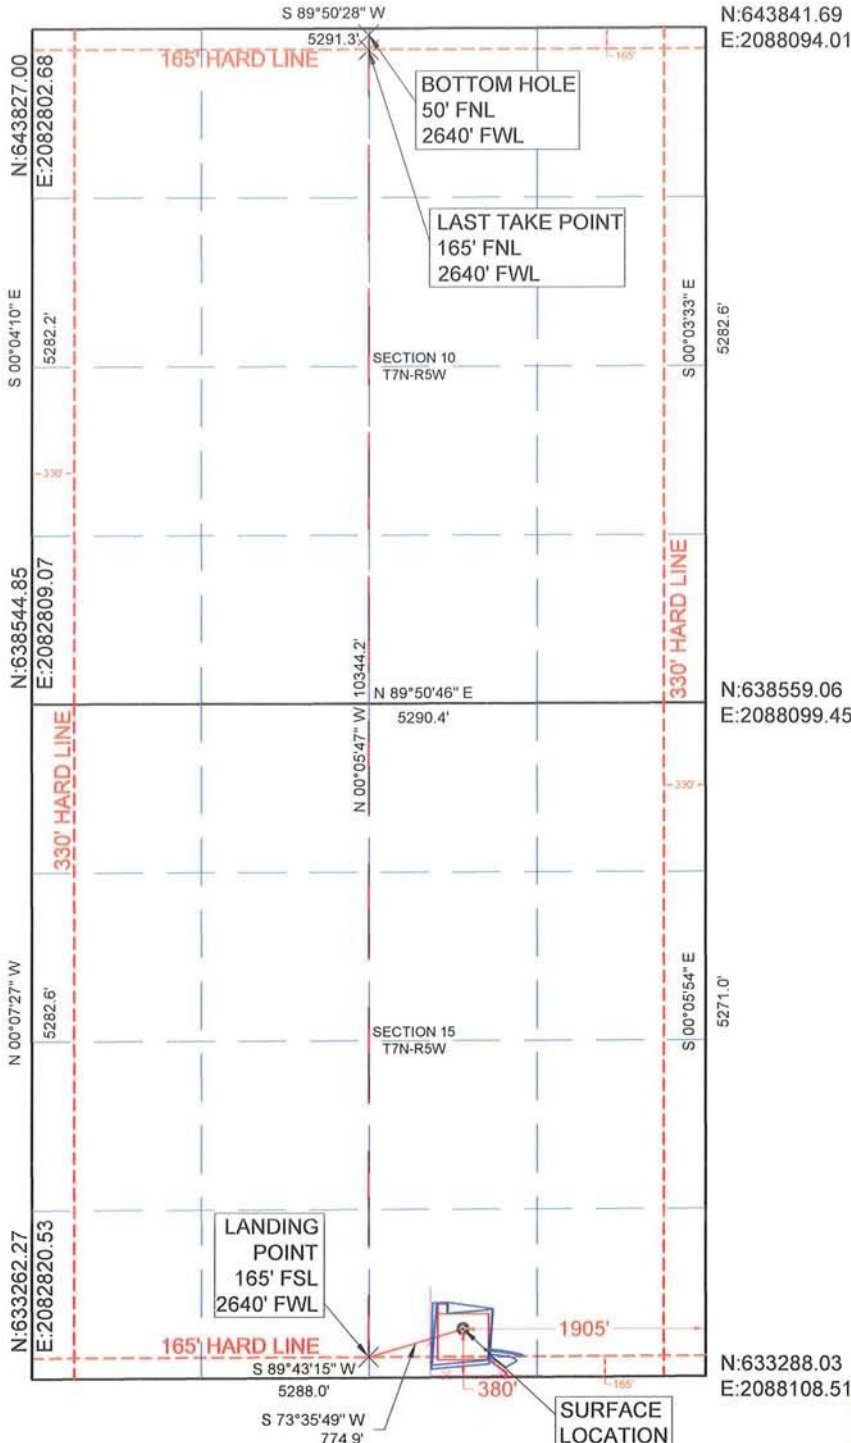 S 89°50'28" W
5291.3'
N:643841.69
E:2088094.01
165' HARD LINE
165'
N:643827.00
E:2082802.68
BOTTOM HOLE
50' FNL
2640' FWL
LAST TAKE POINT
165' FNL
2640' FWL
S 00°04'10" E
5282.2'
SECTION 10
T7N-R5W
S 00°03'33" E
5282.6'
330'
N:638544.85
E:2082809.07
330' HARD LINE
N 00°05'47" W 10344.2'
N 89°50'46" E
5290.4'
N:638559.06
E:2088099.45
330' HARD LINE
330'
N 00°07'27" W
5282.6'
SECTION 15
T7N-R5W
S 00°05'54" E
5271.0'
N:633262.27
E:2082820.53
LANDING
POINT
165' FSL
2640' FWL
165' HARD LINE
1905'
S 89°43'15" W
5288.0'
380'
165'
N:633288.03
E:2088108.51
S 73°35'49" W
774.9'
SURFACE
LOCATION